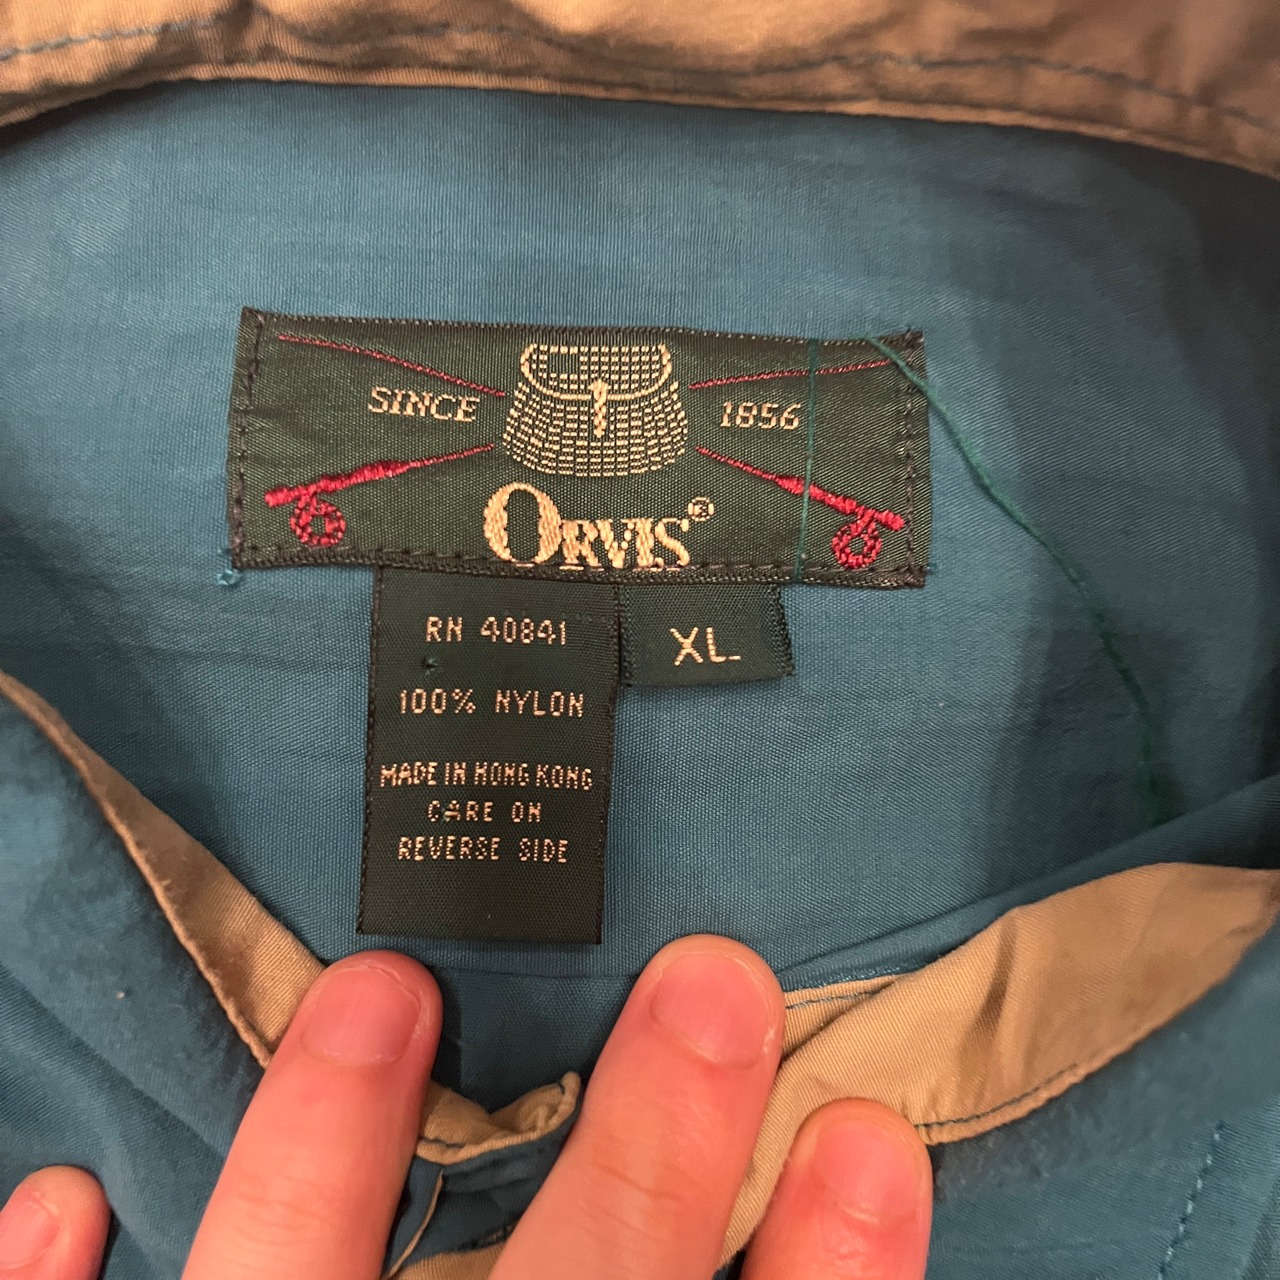 SINCE 1856
ORVIS®
RN 40841
XL
100% NYLON
MADE IN HONG KONG
CARE ON
REVERSE SIDE